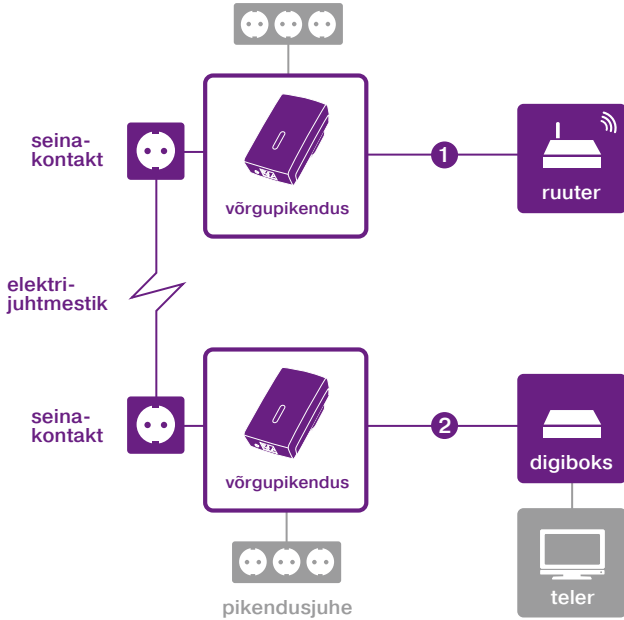 seina-
kontakt
võrgupikendus
1
ruuter
elektri-
juhtmestik
seina-
kontakt
võrgupikendus
2
digiboks
pikendusjuhe
teler